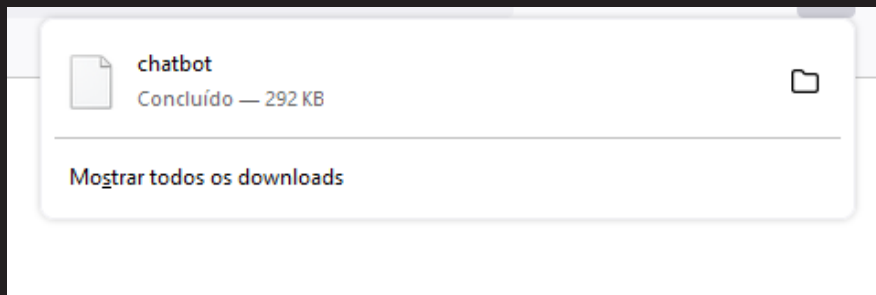 chatbot
Concluído — 292 KB
Mostrar todos os downloads